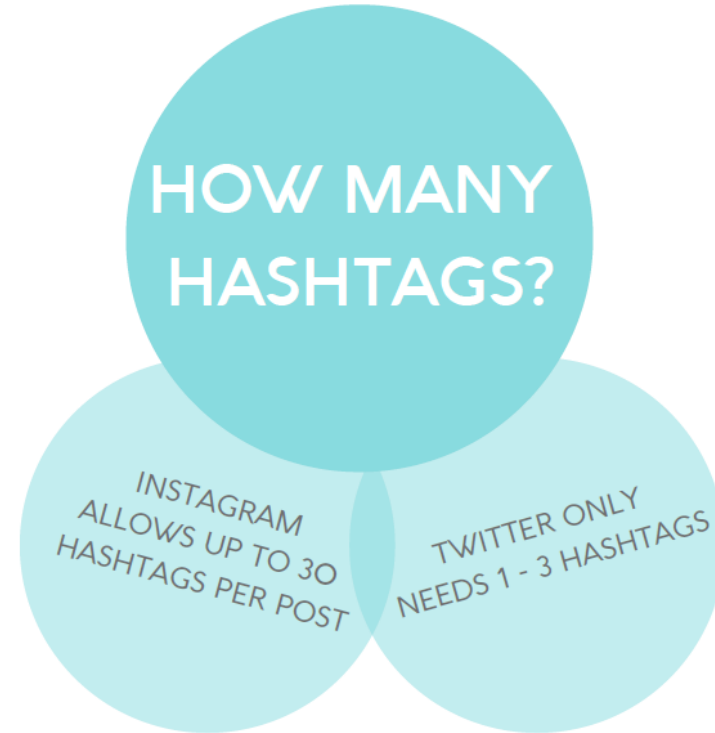 HOW MANY
HASHTAGS?
INSTAGRAM
ALLOWS UP TO 30
HASHTAGS PER POST
TWITTER ONLY
NEEDS 1 - 3 HASHTAGS